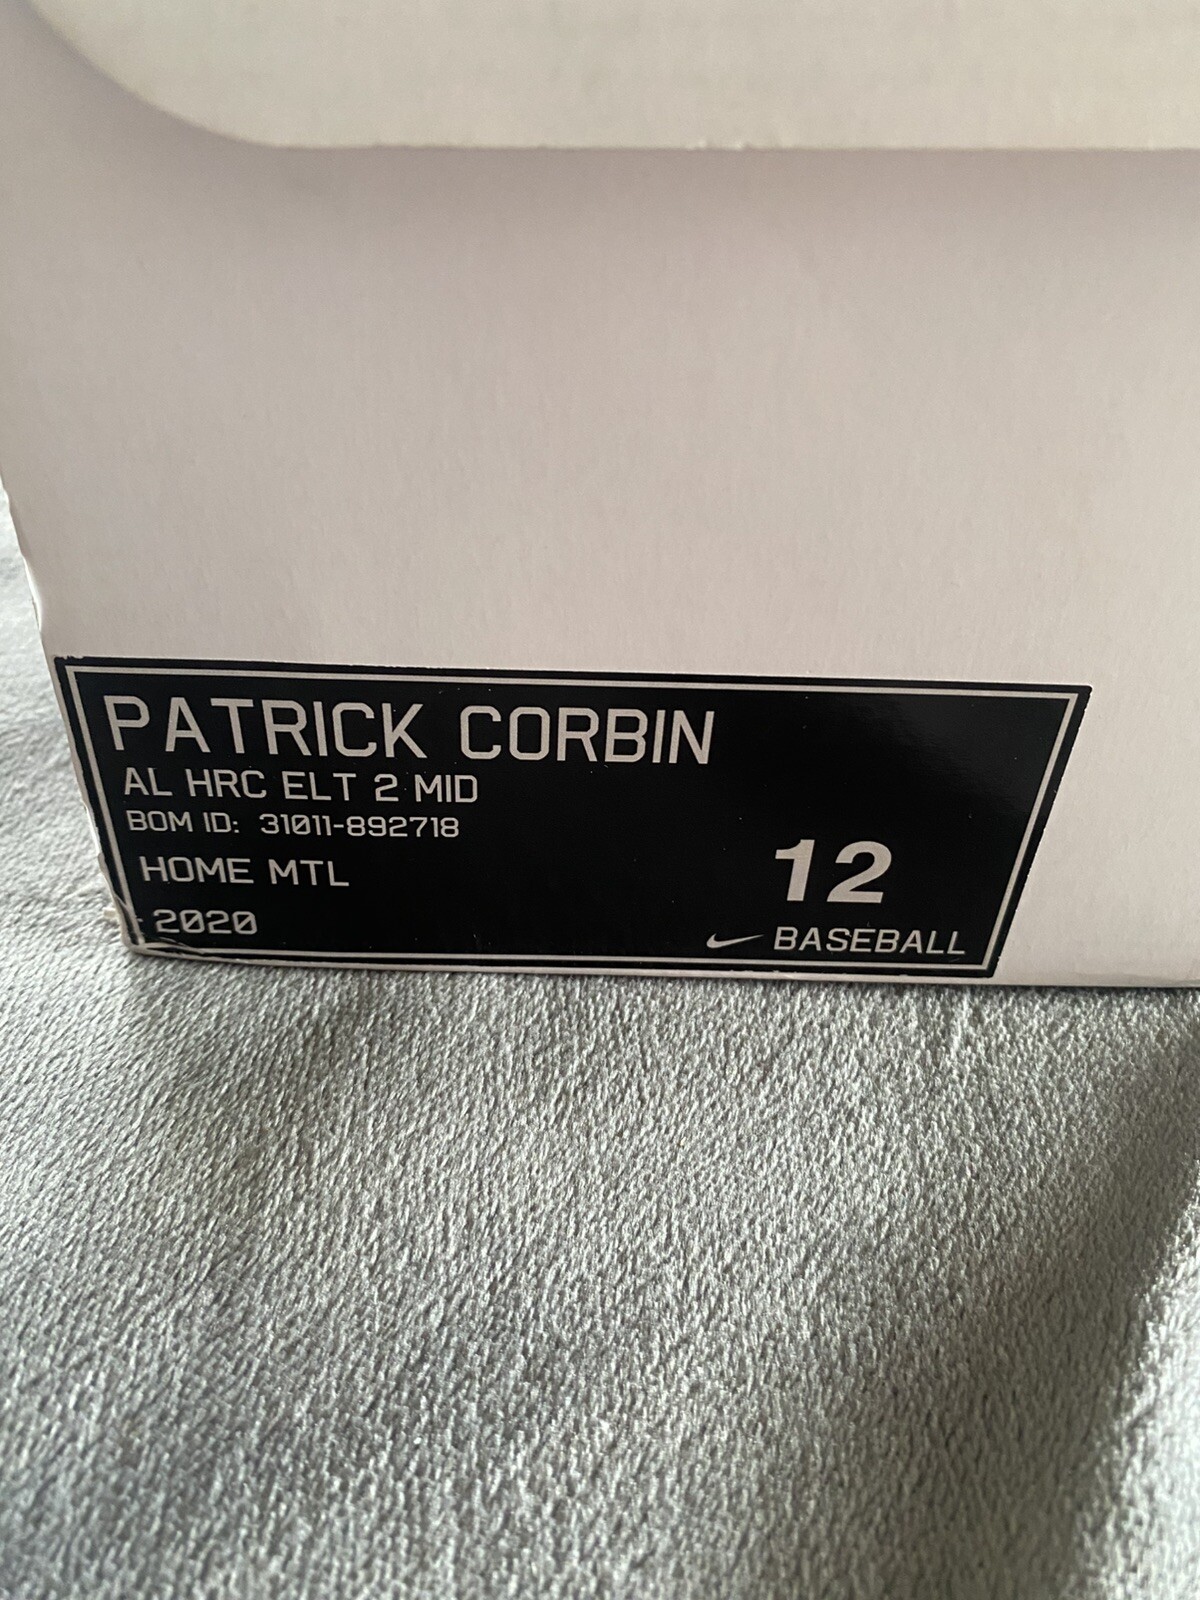 PATRICK CORBIN
AL HRC ELT 2 MID
BOM ID: 31011-892718
HOME MTL
2020
12
BASEBALL